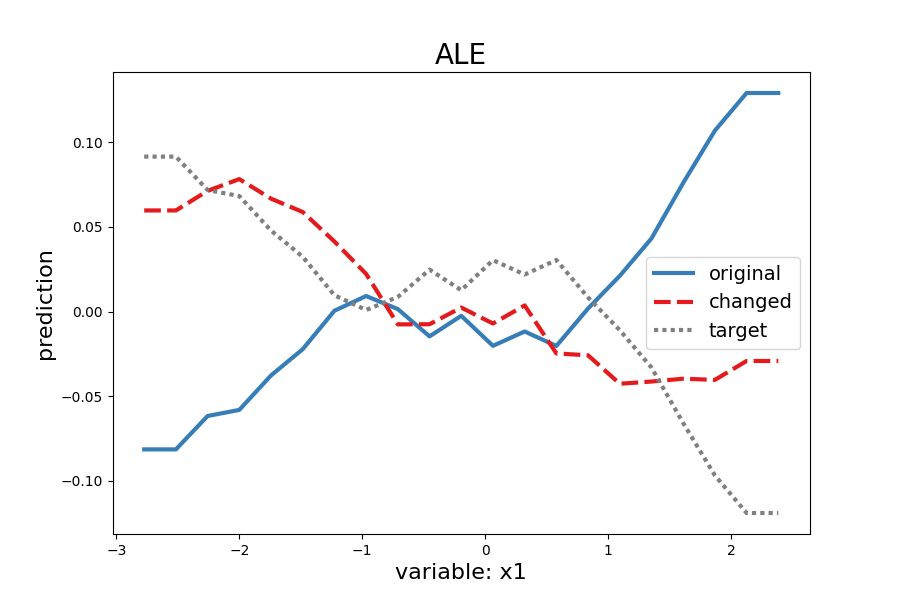 ALE
prediction
0.10
0.05
0.00
−0.05
−0.10
original
changed
target
−3
−2
−1
0
1
2
variable: x1